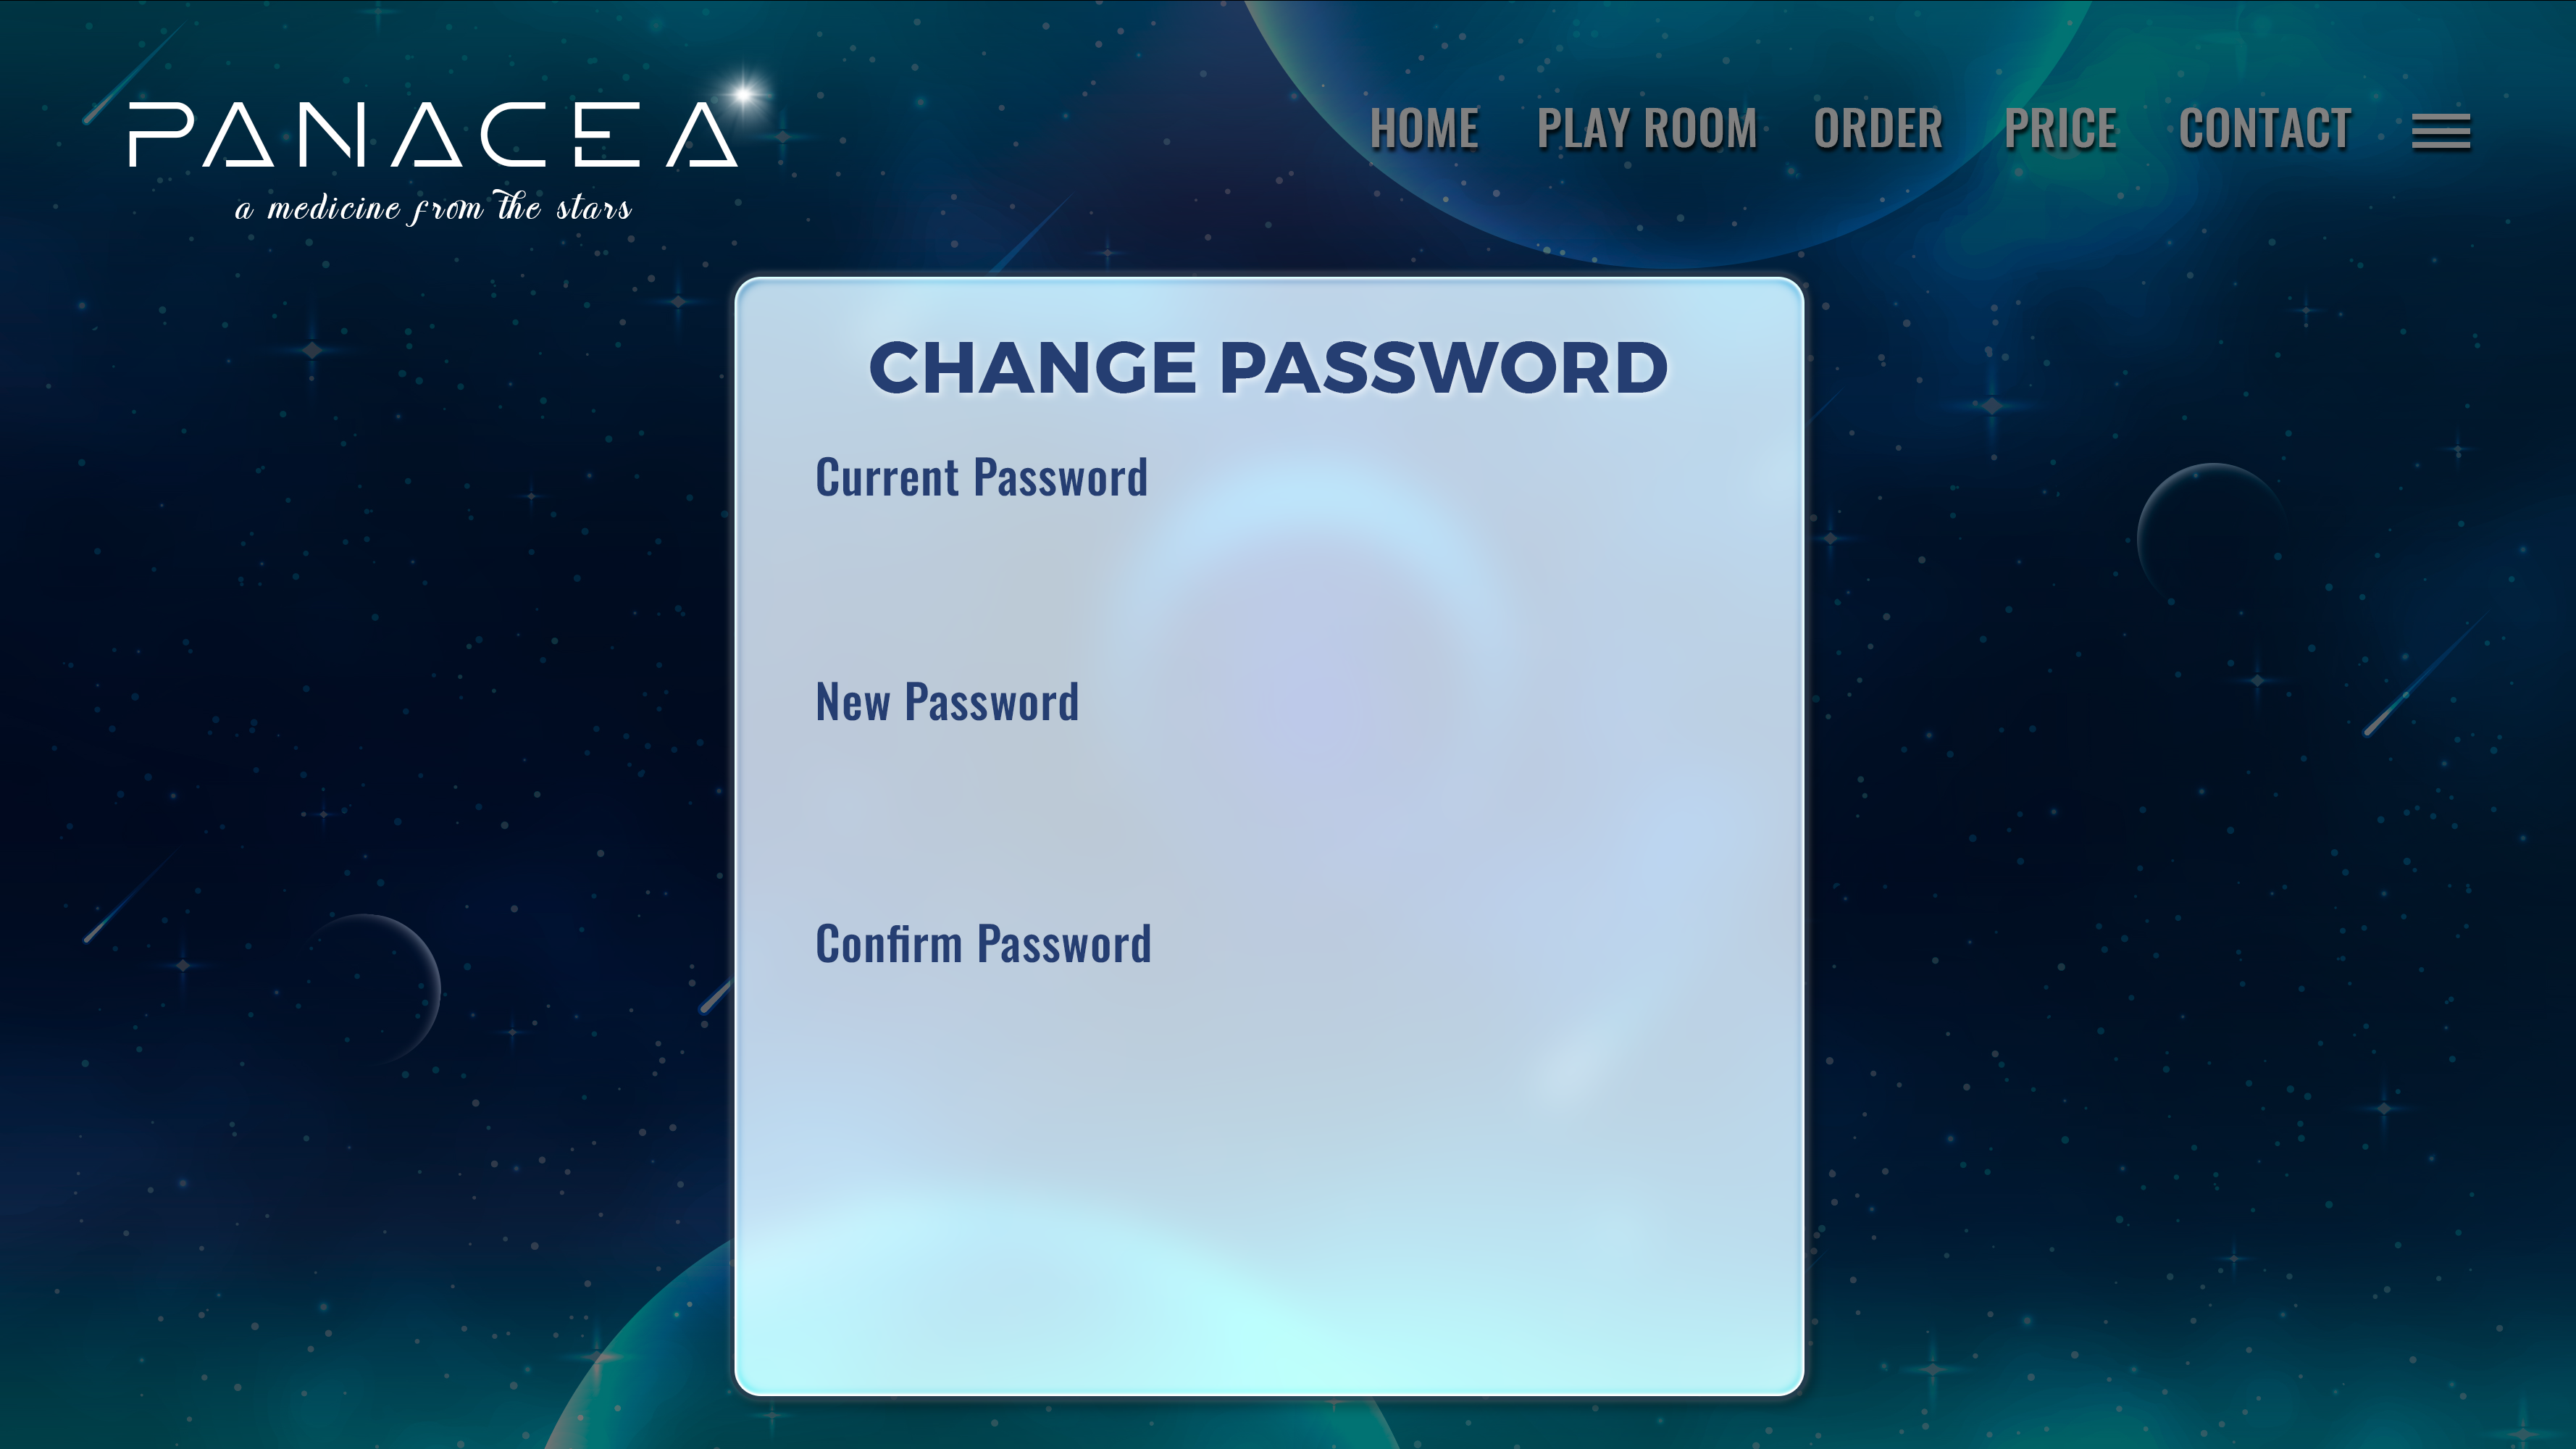 PANACEA
a medicine from the stars
HOME PLAY ROOM ORDER PRICE CONTACT
CHANGE PASSWORD
Current Password
New Password
Confirm Password